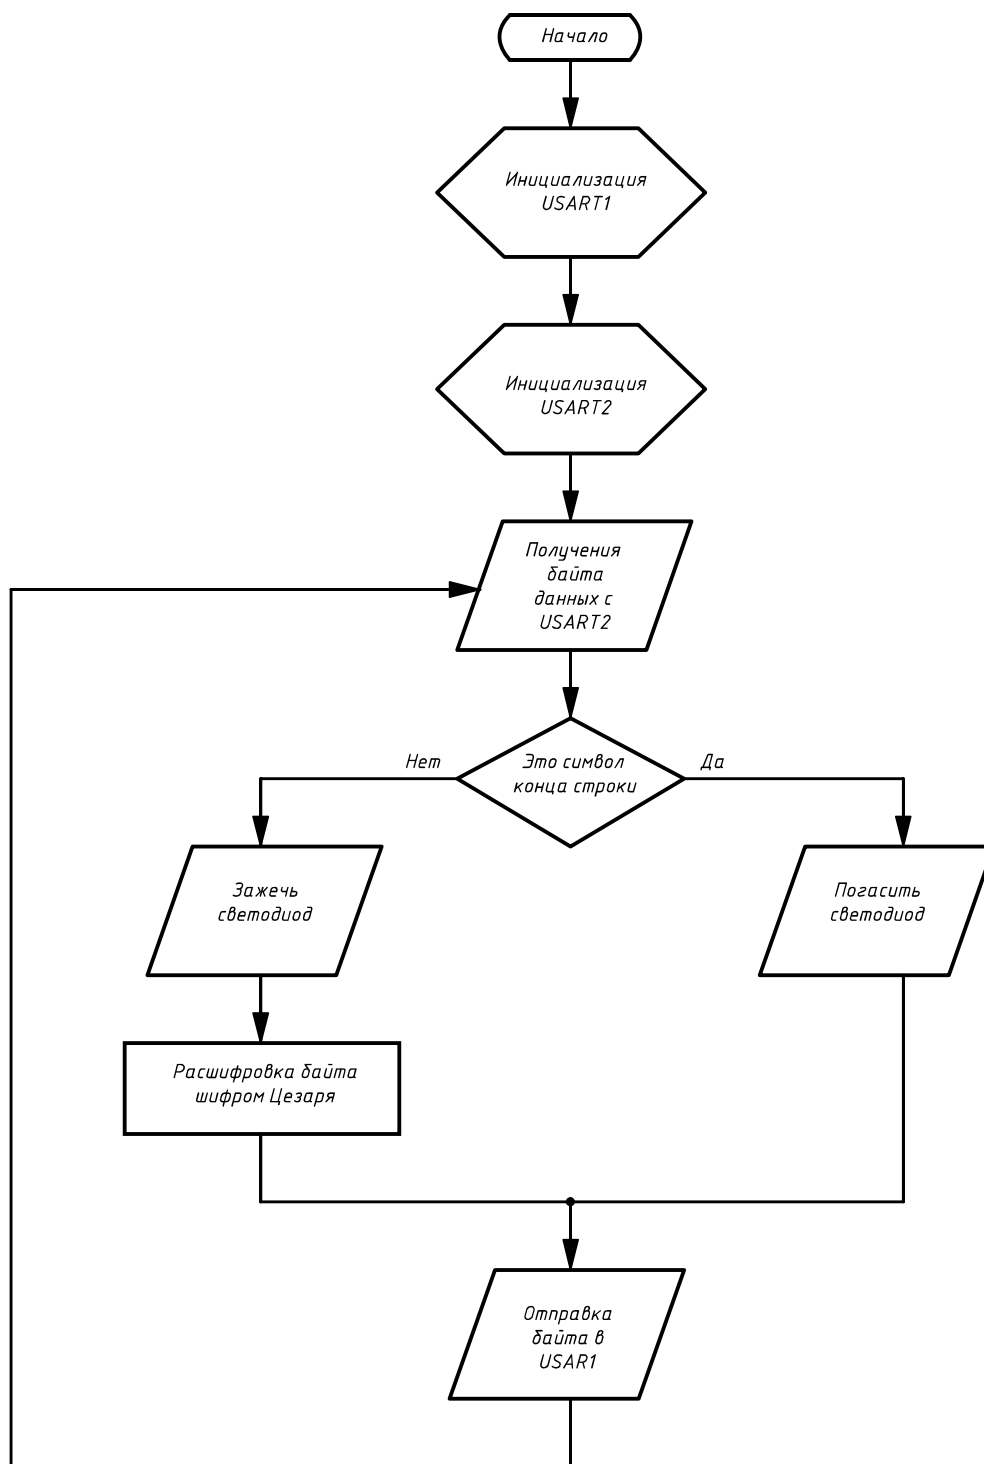 Начало
Инициализация
USART1
Инициализация
USART2
Получения
байта
данных с
USART2
Нет
Это символ
конца строки
Да
Зажечь
светодиод
Погасить
светодиод
Расшифровка байта
шифром Цезаря
Отправка
байта в
USAR1